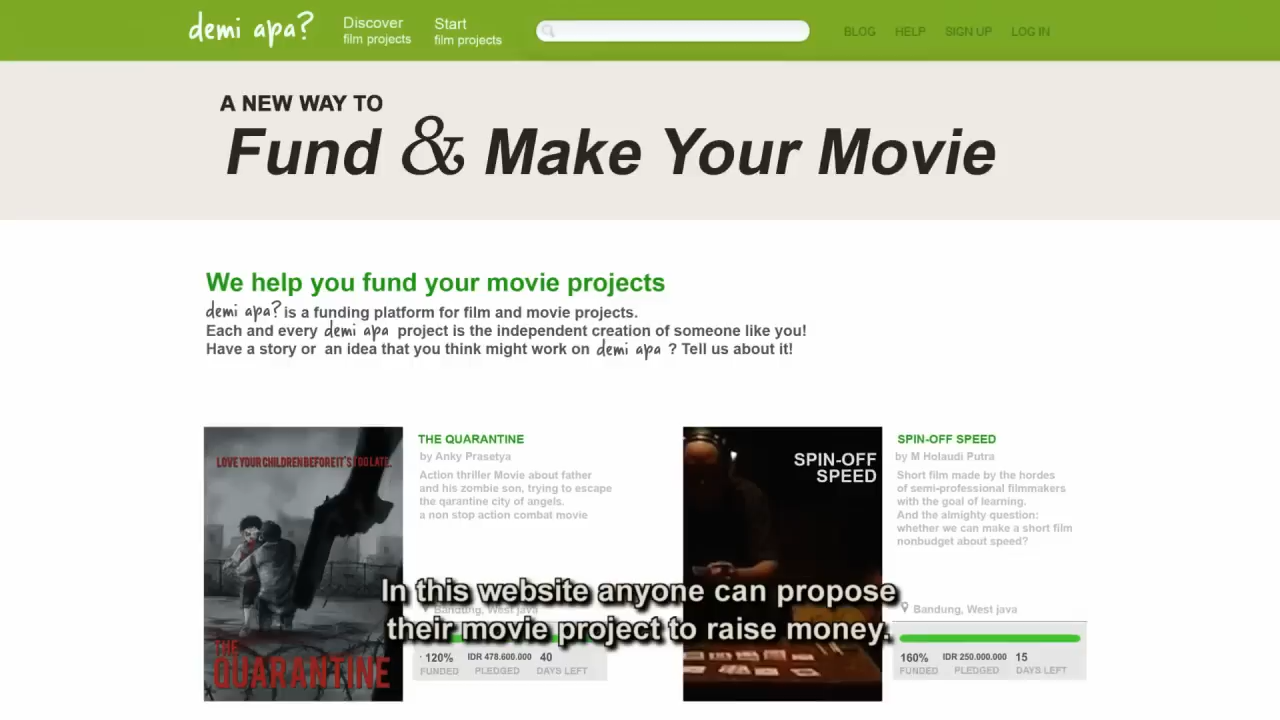 demi apa?
Discover
film projects
Start
film projects
BLOG HELP SIGN UP LOG IN
A NEW WAY TO
Fund & Make Your Movie
We help you fund your movie projects
demi apa? is a funding platform for film and movie projects.
Each and every demi apa project is the independent creation of someone like you!
Have a story or an idea that you think might work on demi apa ? Tell us about it!
LOVE YOUR CHILDREN BEFORE IT'S TOO LATE.
THE
QUARANTINE
THE QUARANTINE
by Anky Prasetya
Action thriller Movie about father
and his zombie son, trying to escape
the qarantine city of angels.
a non stop action combat movie
Bandung, West java
120% IDR 478.600.000 40
FUNDED PLEDGED DAYS LEFT
SPIN-OFF
SPEED
SPIN-OFF SPEED
by M Holaudi Putra
Short film made by the hordes
of semi-professional filmmakers
with the goal of learning.
And the almighty question:
whether we can make a short film
nonbudget about speed?
Bandung, West java
160% IDR 250.000.000 15
FUNDED PLEDGED DAYS LEFT
In this website anyone can propose
their movie project to raise money.